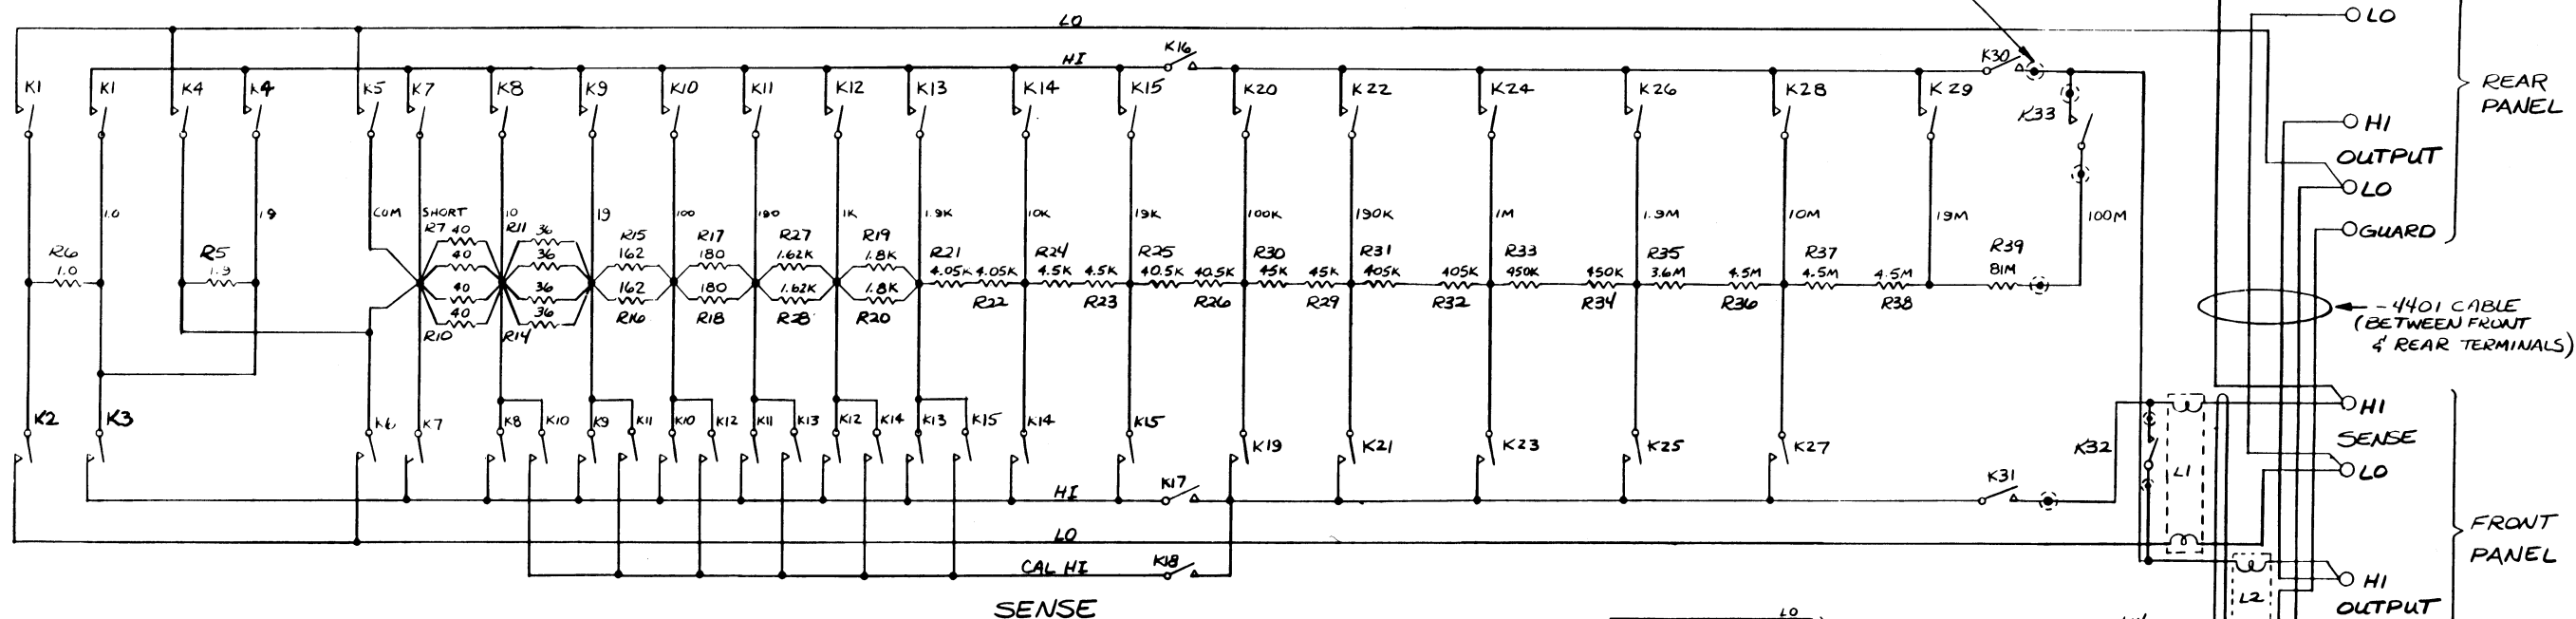 LO
LO
HI
K16
K30
K1
K1
K4
K4
K5
K7
K8
K9
K10
K11
K12
K13
K14
K15
K20
K22
K24
K26
K28
K29
K33
REAR
PANEL
HI
OUTPUT
LO
GUARD
1.0
1.9
COM
SHORT
10
19
100
190
1K
1.9K
10K
19K
100K
190K
1M
1.9M
10M
19M
100M
R6
1.0
R5
1.9
R7
40
40
40
40
R10
R11
36
36
36
36
R14
R15
162
162
R16
R17
180
180
R18
R27
1.62K
1.62K
R28
R19
1.8K
1.8K
R20
R21
4.05K
4.05K
R22
R24
4.5K
4.5K
R23
R25
40.5K
40.5K
R26
R30
45K
45K
R29
R31
405K
405K
R32
R33
450K
450K
R34
R35
3.6M
4.5M
R36
R37
4.5M
4.5M
R38
R39
81M
-4401 CABLE
(BETWEEN FRONT
& REAR TERMINALS)
K2
K3
K6
K7
K8
K10
K9
K11
K10
K12
K11
K13
K12
K14
K13
K15
K14
K15
K19
K21
K23
K25
K27
K32
L1
HI
SENSE
LO
HI
K17
K31
LO
CAL HI
K18
SENSE
FRONT
PANEL
HI
OUTPUT
L2
LO